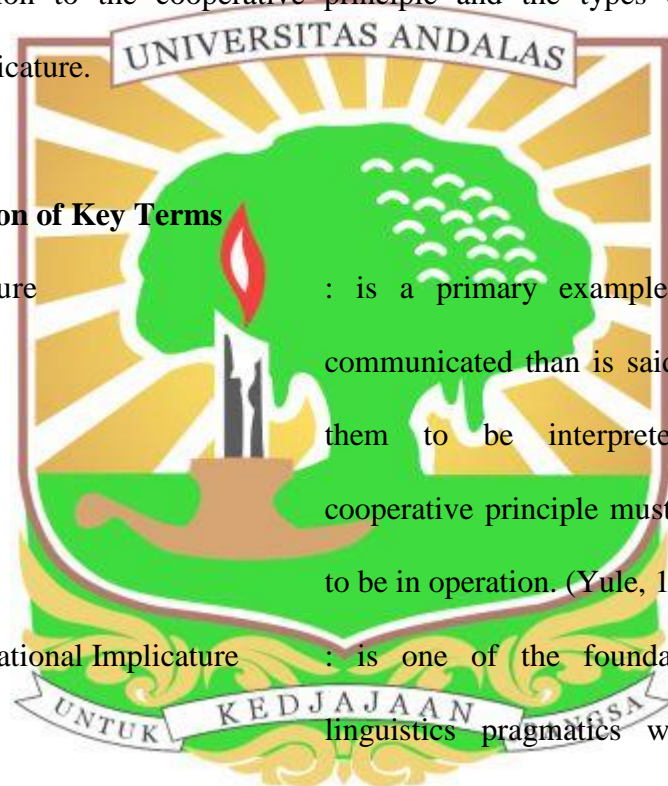 ion to the cooperative principle and the types
icature.
UNIVERSITAS ANDALAS
on of Key Terms
ure : is a primary example
communicated than is said
them to be interprete
cooperative principle must
to be in operation. (Yule, 1
ational Implicature : is one of the founda
linguistics pragmatics w
UNTUK KEDJAJAAN BANGSA